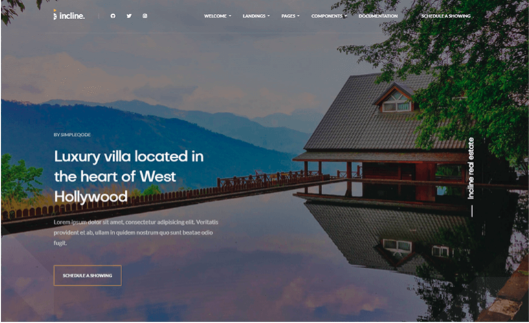 incline.
WELCOME LANDINGS PAGES COMPONENTS DOCUMENTATION SCHEDULE A SHOWING
BY SIMPLEQODE
Luxury villa located in
the heart of West
Hollywood
Lorem ipsum dolor sit amet, consectetur adipisicing elit. Veritatis
provident et ab, ullam in quidem nostrum quo sunt beatae odio
fugit.
SCHEDULE A SHOWING
Incline real estate